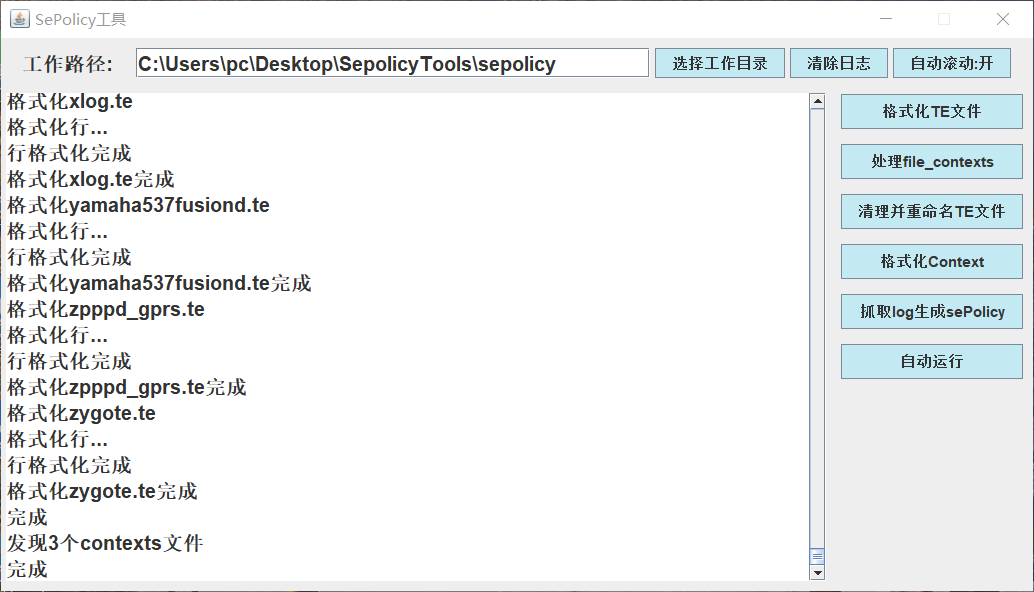 SePolicy工具
工作路径: C:\Users\pc\Desktop\SepolicyTools\sepolicy 选择工作目录 清除日志 自动滚动:开
格式化xlog.te
格式化行...
行格式化完成
格式化xlog.te完成
格式化yamaha537fusiond.te
格式化行...
行格式化完成
格式化yamaha537fusiond.te完成
格式化zpppd_gprs.te
格式化行...
行格式化完成
格式化zpppd_gprs.te完成
格式化zygote.te
格式化行...
行格式化完成
格式化zygote.te完成
完成
发现3个contexts文件
完成
格式化TE文件
处理file_contexts
清理并重命名TE文件
格式化Context
抓取log生成sePolicy
自动运行